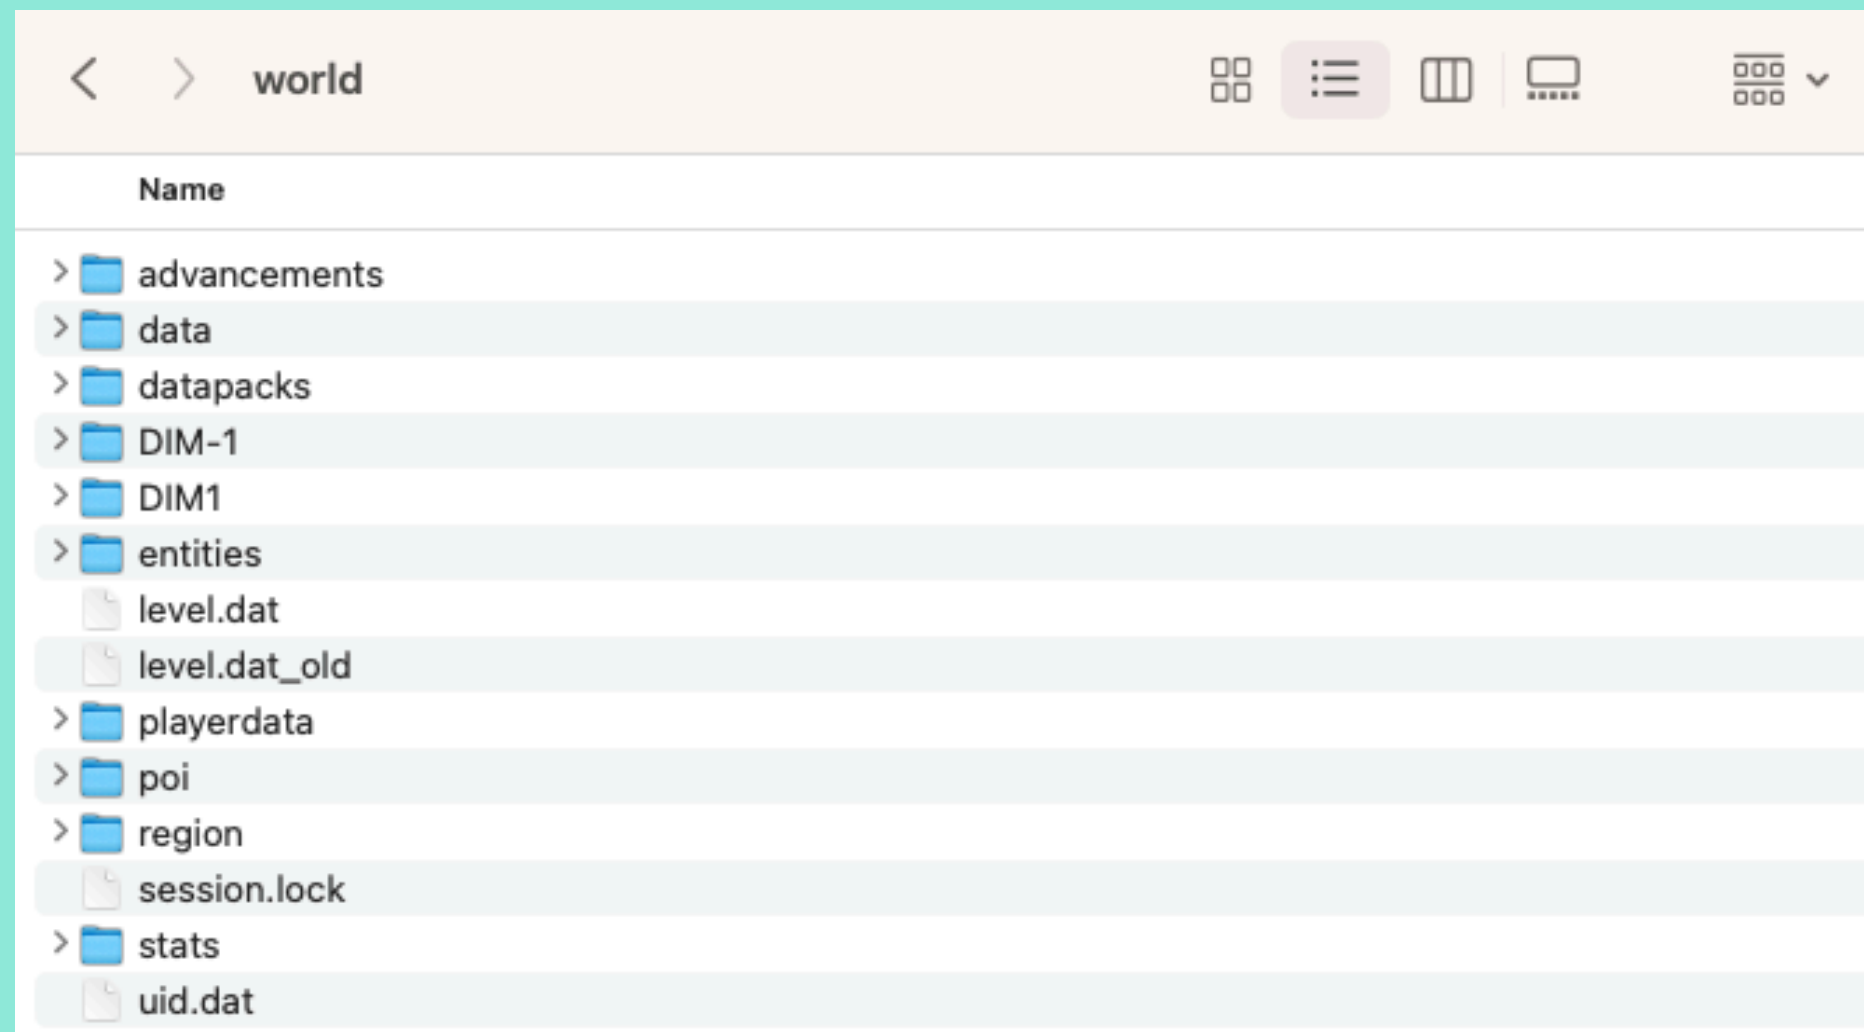 world
Name
advancements
data
datapacks
DIM-1
DIM1
entities
level.dat
level.dat_old
playerdata
poi
region
session.lock
stats
uid.dat